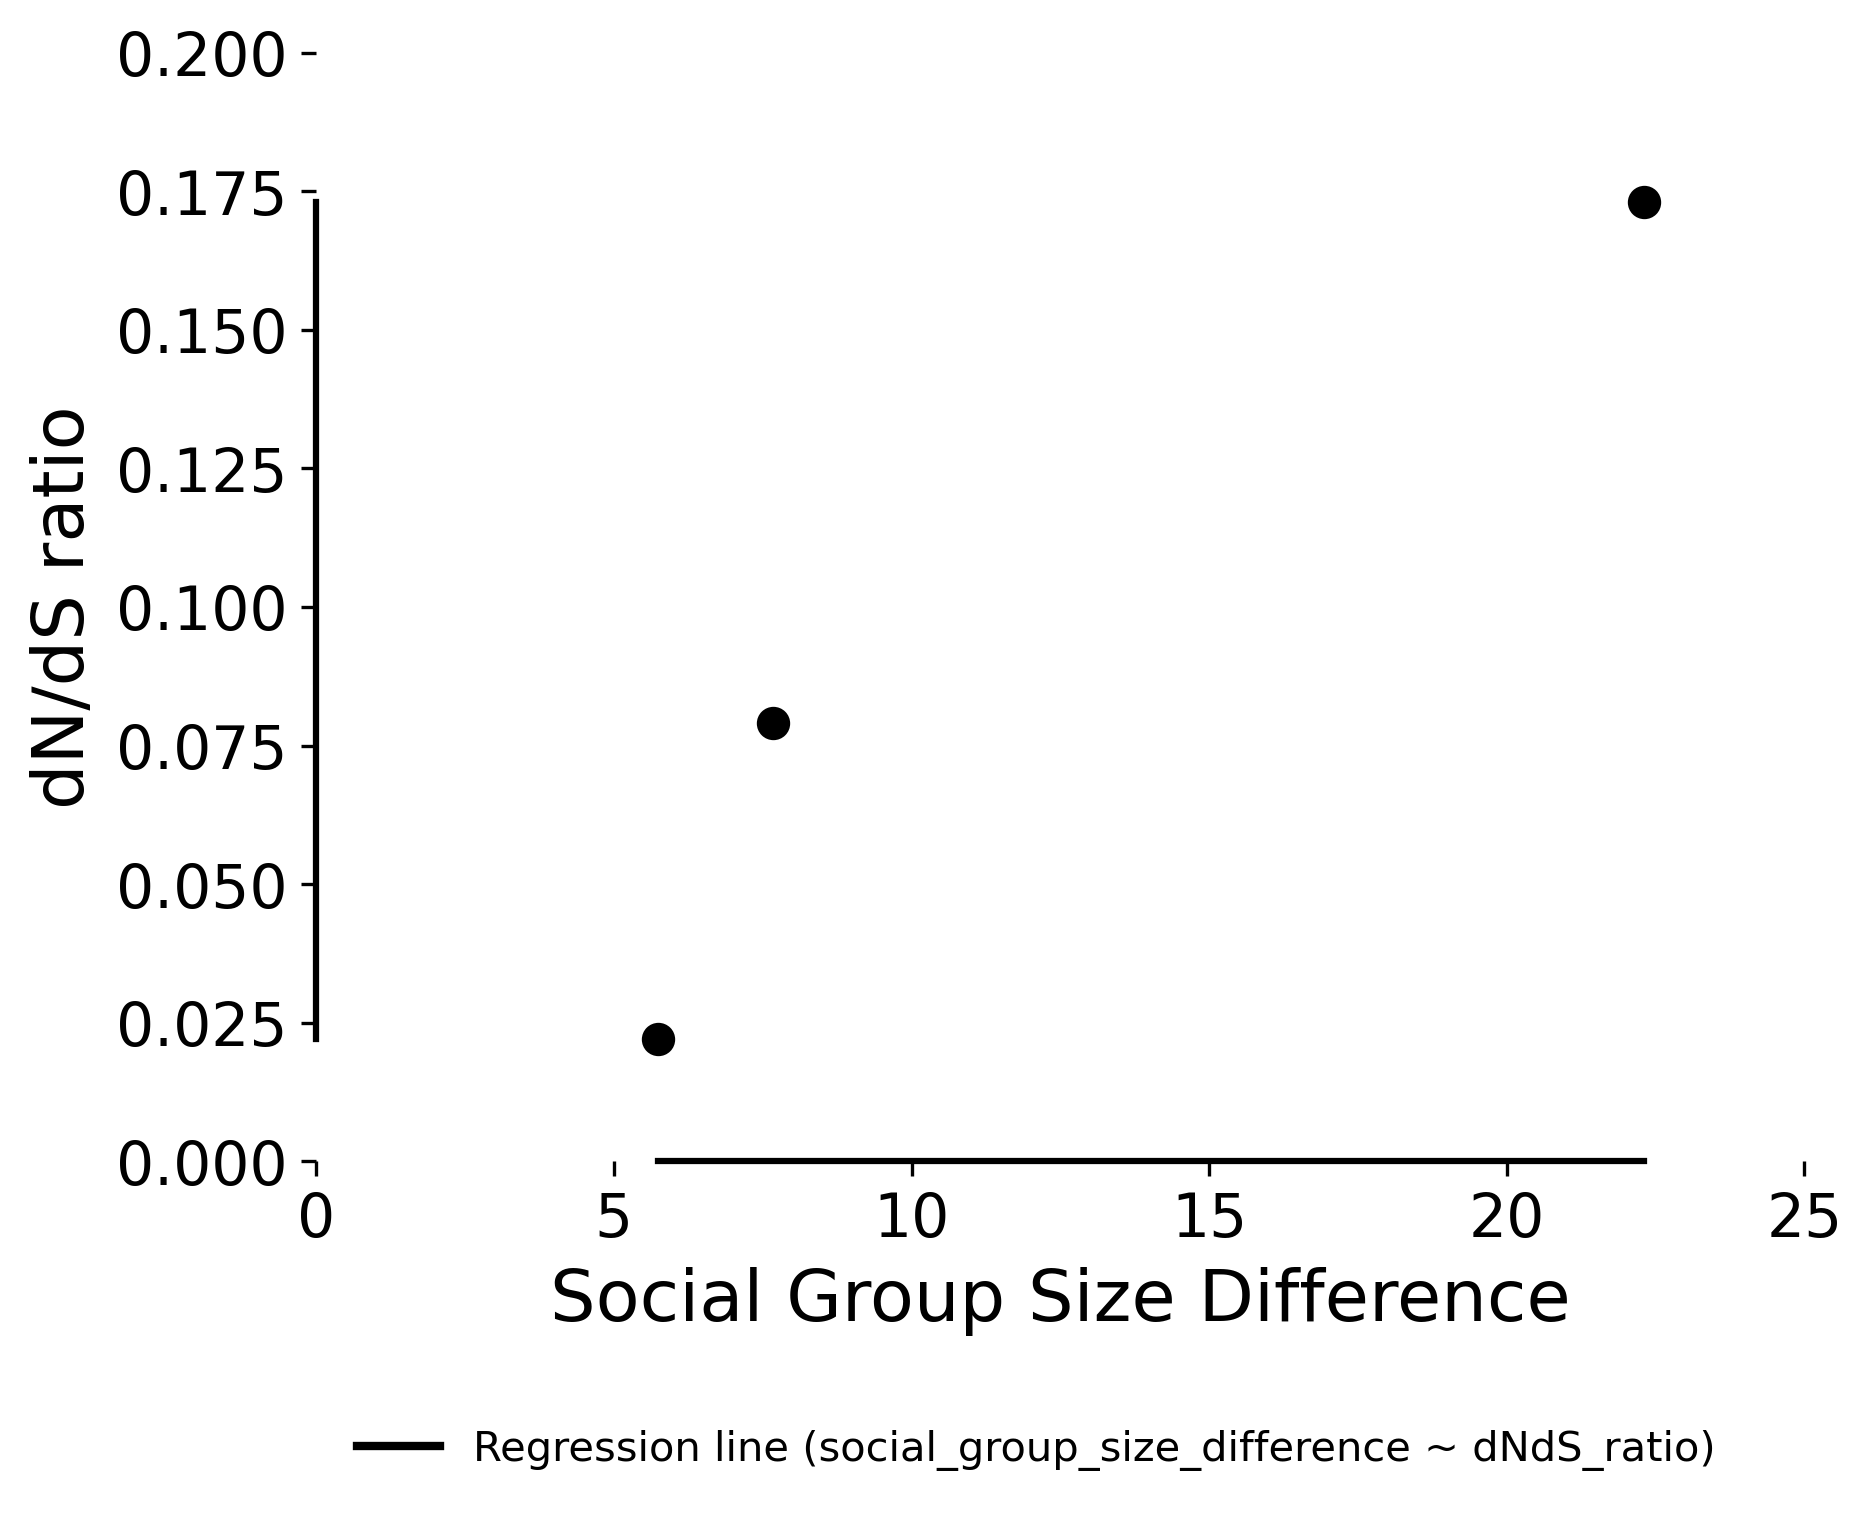 0.200
0.175
0.150
0.125
0.100
0.075
0.050
0.025
0.000
dN/dS ratio
0 5 10 15 20 25
Social Group Size Difference
Regression line (social_group_size_difference ~ dNdS_ratio)